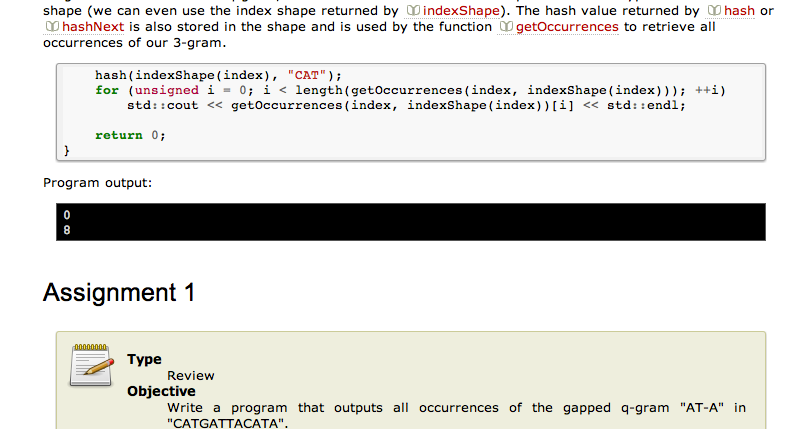 shape (we can even use the index shape returned by indexShape). The hash value returned by hash or
hashNext is also stored in the shape and is used by the function getOccurrences to retrieve all
occurrences of our 3-gram.
hash(indexShape(index), "CAT");
for (unsigned i = 0; i < length(getOccurrences(index, indexShape(index))); ++i)
std::cout << getOccurrences(index, indexShape(index))[i] << std::endl;
return 0;
}
Program output:
0
8
Assignment 1
Type
Review
Objective
Write a program that outputs all occurrences of the gapped q-gram "AT-A" in
"CATGATTACATA".